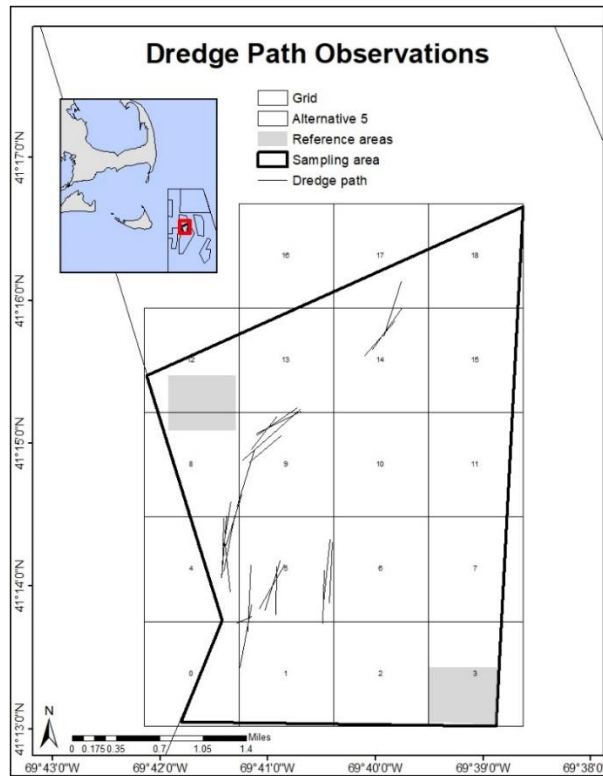 Dredge Path Observations
Grid
Alternative 5
Reference areas
Sampling area
Dredge path
41°17'0"N
41°16'0"N
41°15'0"N
41°14'0"N
41°13'0"N
16
17
18
12
13
14
15
8
9
10
11
4
5
6
7
0
1
2
3
N
Miles
0 0.175 0.35 0.7 1.05 1.4
69°43'0"W
69°42'0"W
69°41'0"W
69°40'0"W
69°39'0"W
69°38'0"